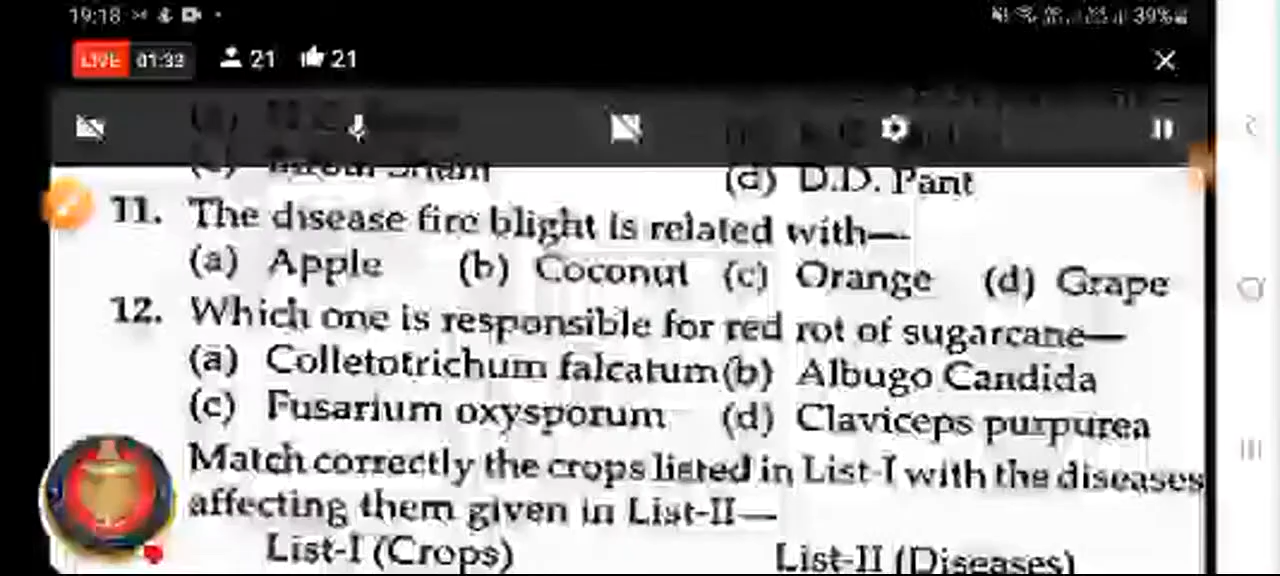 19:18
39%
LIVE 01:33 21 21
(d) D.D. Pant
11. The disease fire blight is related with—
(a) Apple (b) Coconut (c) Orange (d) Grape
12. Which one is responsible for red rot of sugarcane—
(a) Colletotrichum falcatum (b) Albugo Candida
(c) Fusarium oxysporum (d) Claviceps purpurea
Match correctly the crops listed in List-I with the diseases
affecting them given in List-II—
List-I (Crops) List-II (Diseases)